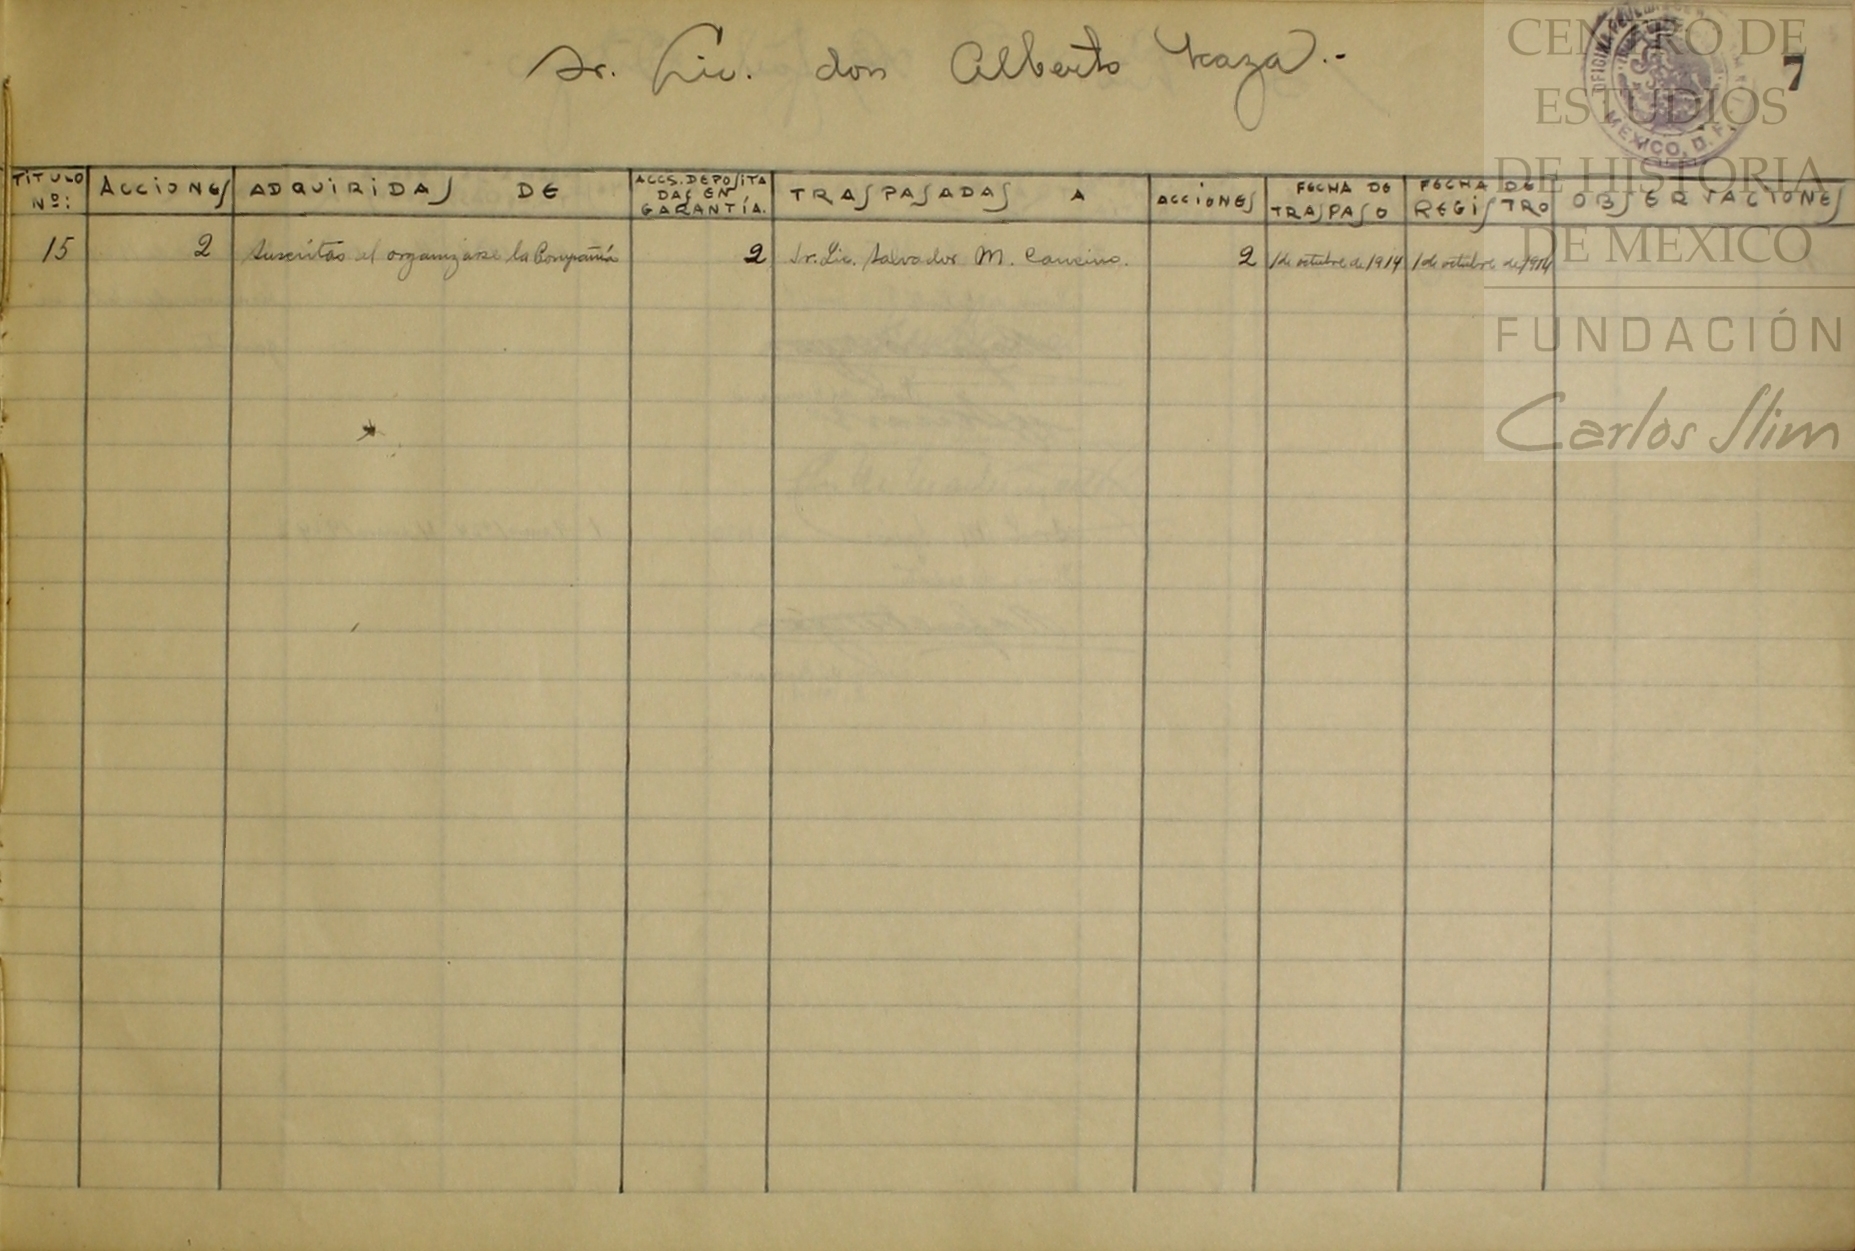 Sr. Lic. don Alberto Icaza.-
7
OFICINA FEDERAL DE
MEXICO, D. F.
CENTRO DE
ESTUDIOS
DE HISTORIA
DE MEXICO
FUNDACIÓN
Carlos Slim
TITULO Nº: ACCIONES ADQUIRIDAS DE ACCS. DEPOSITADAS EN GARANTÍA. TRASPASADAS A ACCIONES FECHA DE TRASPASO FECHA DE REGISTRO OBSERVACIONES
15 2 Suscritas al organizarse la Compañía 2 Sr. Lic. Salvador M. Cancino. 2 1 de octubre de 1914 1 de octubre de 1914